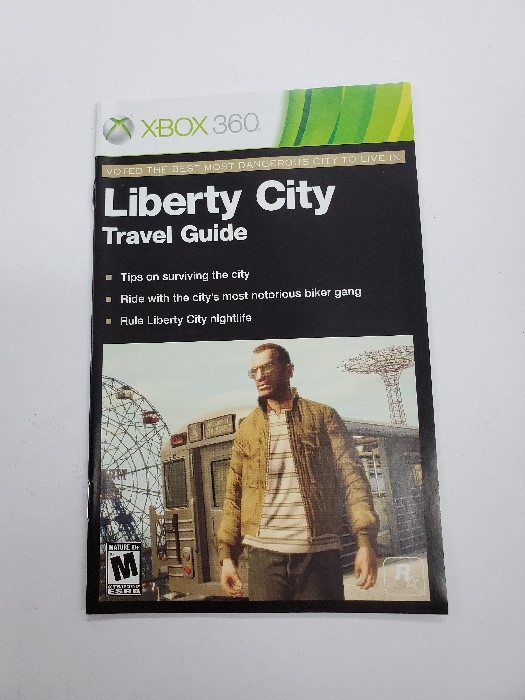 XBOX 360
VOTED THE BEST MOST DANGEROUS CITY TO LIVE IN
Liberty City
Travel Guide
Tips on surviving the city
Ride with the city's most notorious biker gang
Rule Liberty City nightlife
MATURE 17+
M
ESRB
R